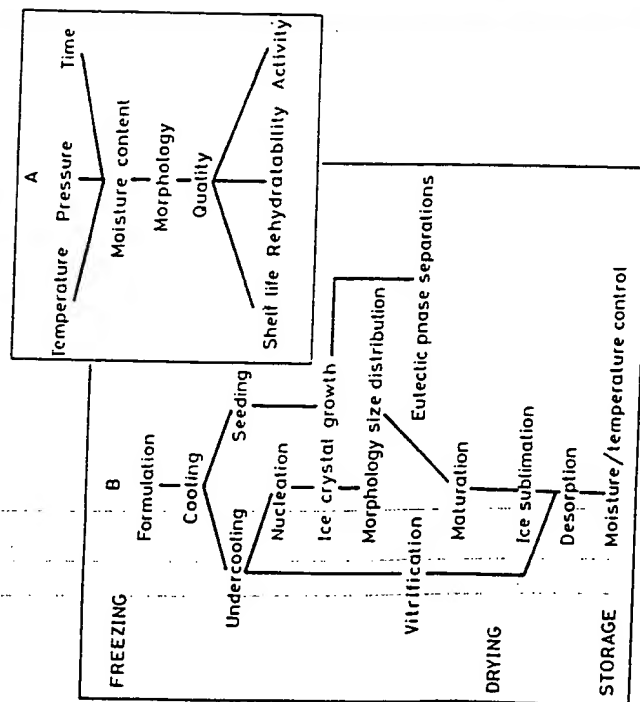 A
Temperature Pressure Time
Moisture content
Morphology
Quality
Shelf life Rehydratability Activity
B
FREEZING
Formulation
Cooling
Undercooling Seeding
Nucleation
Ice crystal growth
Morphology size distribution
Eutectic pnase separations
Vitrification
Maturation
DRYING
Ice sublimation
Desorption
STORAGE
Moisture/temperature control